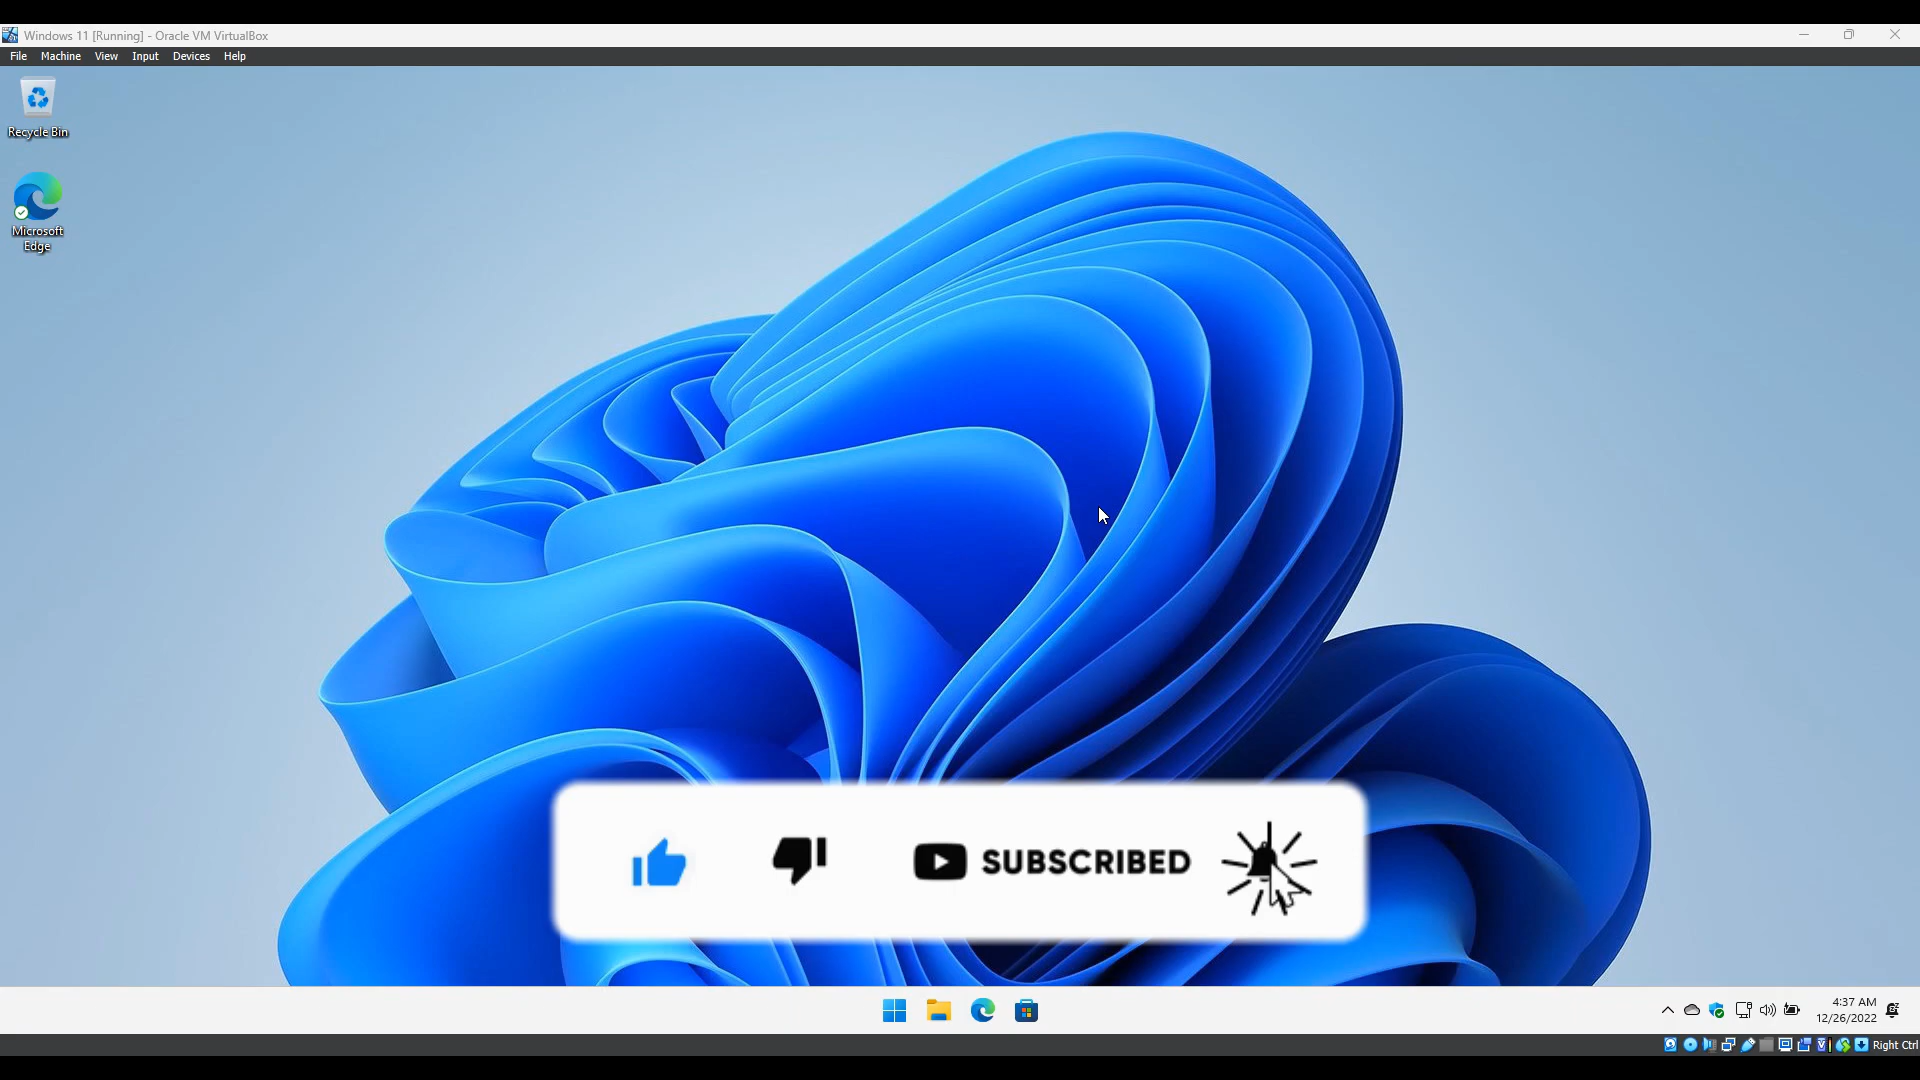 Windows 11 [Running] - Oracle VM VirtualBox
File Machine View Input Devices Help
Recycle Bin
Microsoft
Edge
SUBSCRIBED
4:37 AM
12/26/2022
Right Ctrl